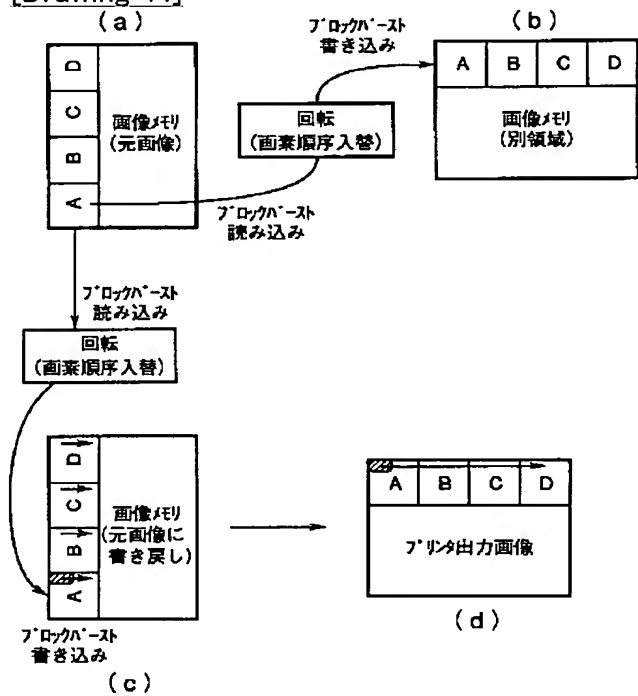 (a)
(b)
D
C
B
A
画像メモリ
(元画像)
ブロックバースト
書き込み
回転
(画素順序入替)
ブロックバースト
読み込み
A B C D
画像メモリ
(別領域)
ブロックバースト
読み込み
回転
(画素順序入替)
D
C
B
A
画像メモリ
(元画像に
書き戻し)
ブロックバースト
書き込み
(c)
A B C D
プリンタ出力画像
(d)